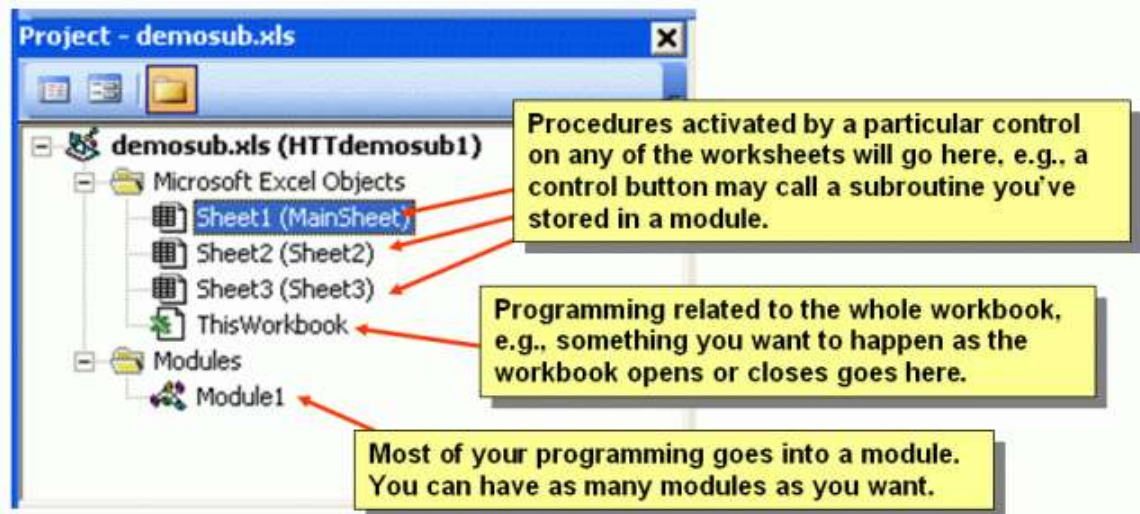 Project - demosub.xls
demosub.xls (HTTdemosub1)
Microsoft Excel Objects
Sheet1 (MainSheet)
Sheet2 (Sheet2)
Sheet3 (Sheet3)
ThisWorkbook
Modules
Module1
Procedures activated by a particular control
on any of the worksheets will go here, e.g., a
control button may call a subroutine you've
stored in a module.
Programming related to the whole workbook,
e.g., something you want to happen as the
workbook opens or closes goes here.
Most of your programming goes into a module.
You can have as many modules as you want.